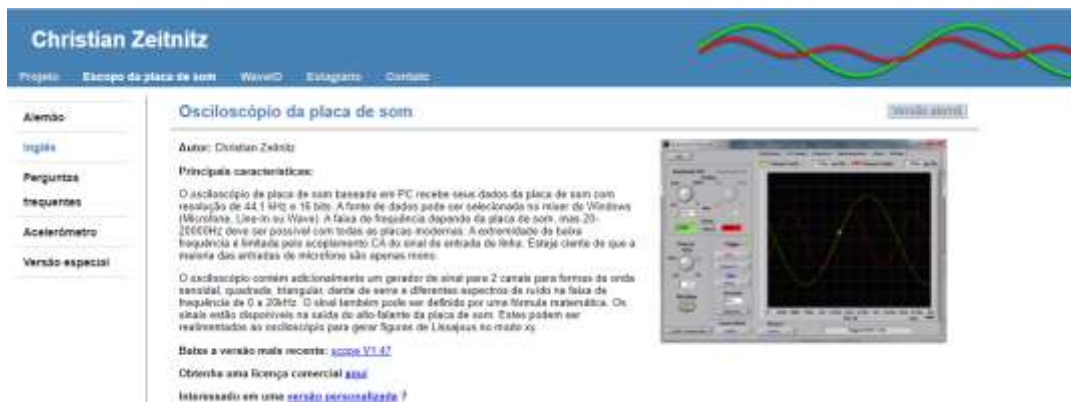 Christian Zeitnitz
Projeto Escopo da placa de som WaveIO Estagiário Contato
Alemão
Inglês
Perguntas
frequentes
Acelerômetro
Versão especial
Osciloscópio da placa de som
Versão alemã
Autor: Christian Zeitnitz
Principais características:
O osciloscópio de placa de som baseado em PC recebe seus dados da placa de som com
resolução de 44,1 kHz e 16 bits. A fonte de dados pode ser selecionada no mixer do Windows
(Microfone, Line-In ou Wave). A faixa de frequência depende da placa de som, mas 20-
20000Hz deve ser possível com todas as placas modernas. A extremidade de baixa
frequência é limitada pelo acoplamento CA do sinal de entrada de linha. Esteja ciente de que a
maioria das entradas de microfone são apenas mono.
O osciloscópio contém adicionalmente um gerador de sinal para 2 canais para formas de onda
senoidal, quadrada, triangular, dente de serra e diferentes espectros de ruído na faixa de
frequência de 0 a 20kHz. O sinal também pode ser definido por uma fórmula matemática. Os
sinais estão disponíveis na saída do alto-falante da placa de som. Estes podem ser
realimentados ao osciloscópio para gerar figuras de Lissajous no modo xy.
Baixe a versão mais recente: scope V1.47
Obtenha uma licença comercial aqui
Interessado em uma versão personalizada ?